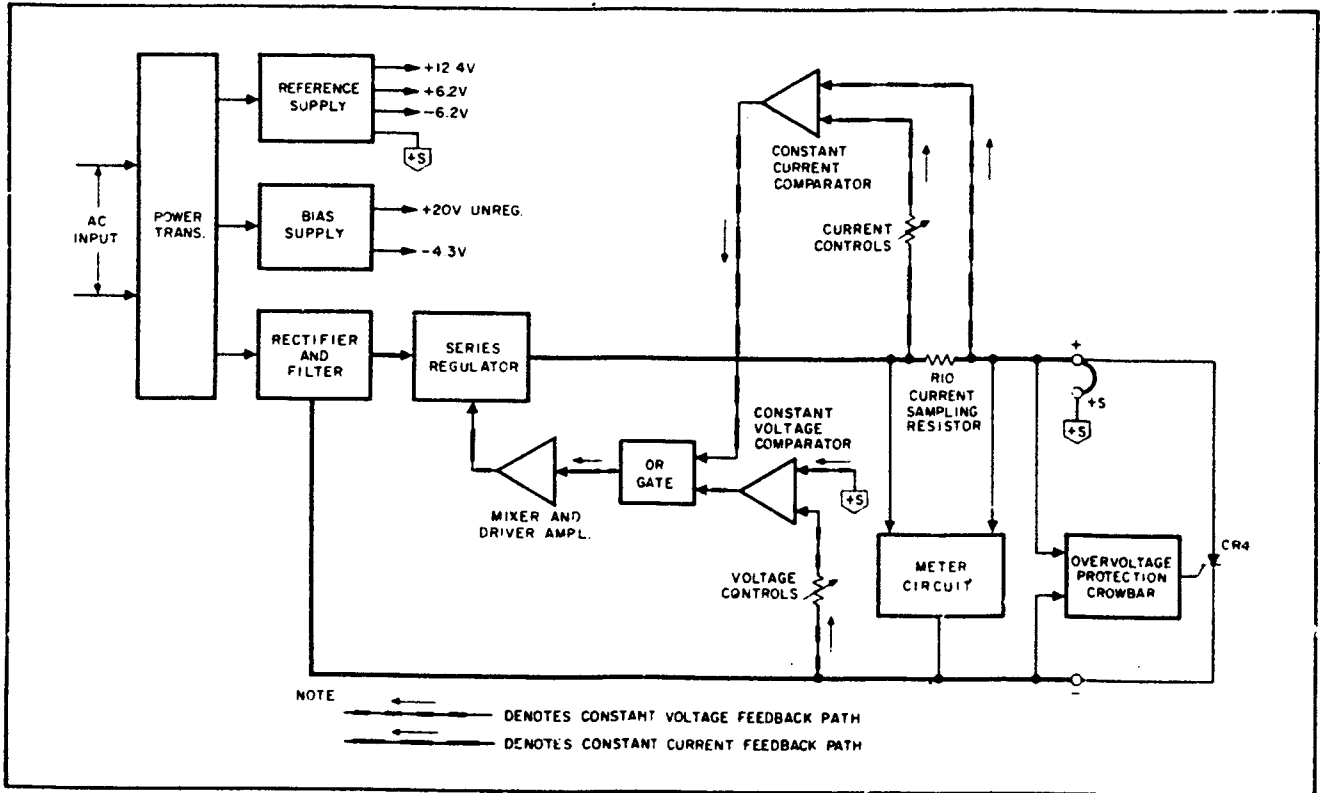 REFERENCE
SUPPLY
+12.4V
+6.2V
-6.2V
+S
AC
INPUT
POWER
TRANS.
BIAS
SUPPLY
+20V UNREG.
-4.3V
RECTIFIER
AND
FILTER
SERIES
REGULATOR
CONSTANT
CURRENT
COMPARATOR
CURRENT
CONTROLS
R10
CURRENT
SAMPLING
RESISTOR
+
+S
+S
CONSTANT
VOLTAGE
COMPARATOR
OR
GATE
+S
MIXER AND
DRIVER AMPL.
VOLTAGE
CONTROLS
METER
CIRCUIT
OVERVOLTAGE
PROTECTION
CROWBAR
CR4
-
NOTE
DENOTES CONSTANT VOLTAGE FEEDBACK PATH
DENOTES CONSTANT CURRENT FEEDBACK PATH